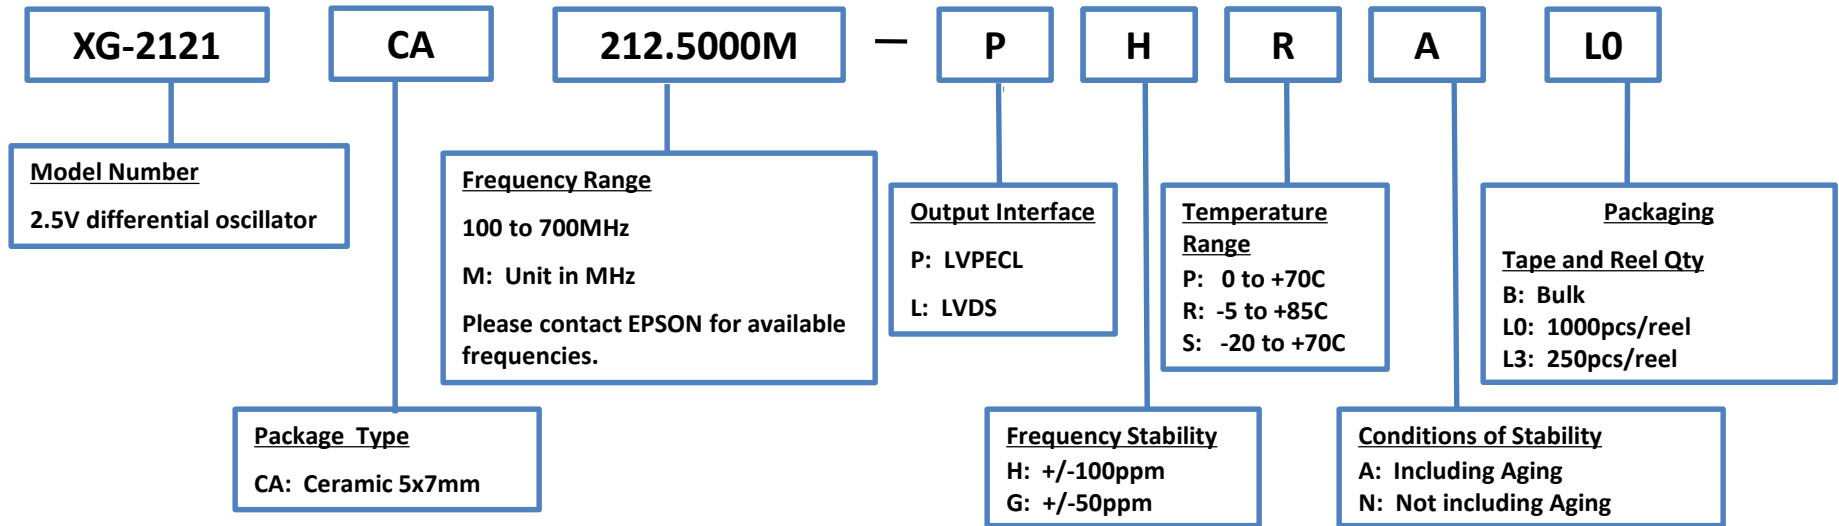 XG-2121 CA 212.5000M — P H R A L0
Model Number
2.5V differential oscillator
Frequency Range
100 to 700MHz
M: Unit in MHz
Please contact EPSON for available
frequencies.
Output Interface
P: LVPECL
L: LVDS
Temperature
Range
P: 0 to +70C
R: -5 to +85C
S: -20 to +70C
Packaging
Tape and Reel Qty
B: Bulk
L0: 1000pcs/reel
L3: 250pcs/reel
Package Type
CA: Ceramic 5x7mm
Frequency Stability
H: +/-100ppm
G: +/-50ppm
Conditions of Stability
A: Including Aging
N: Not including Aging